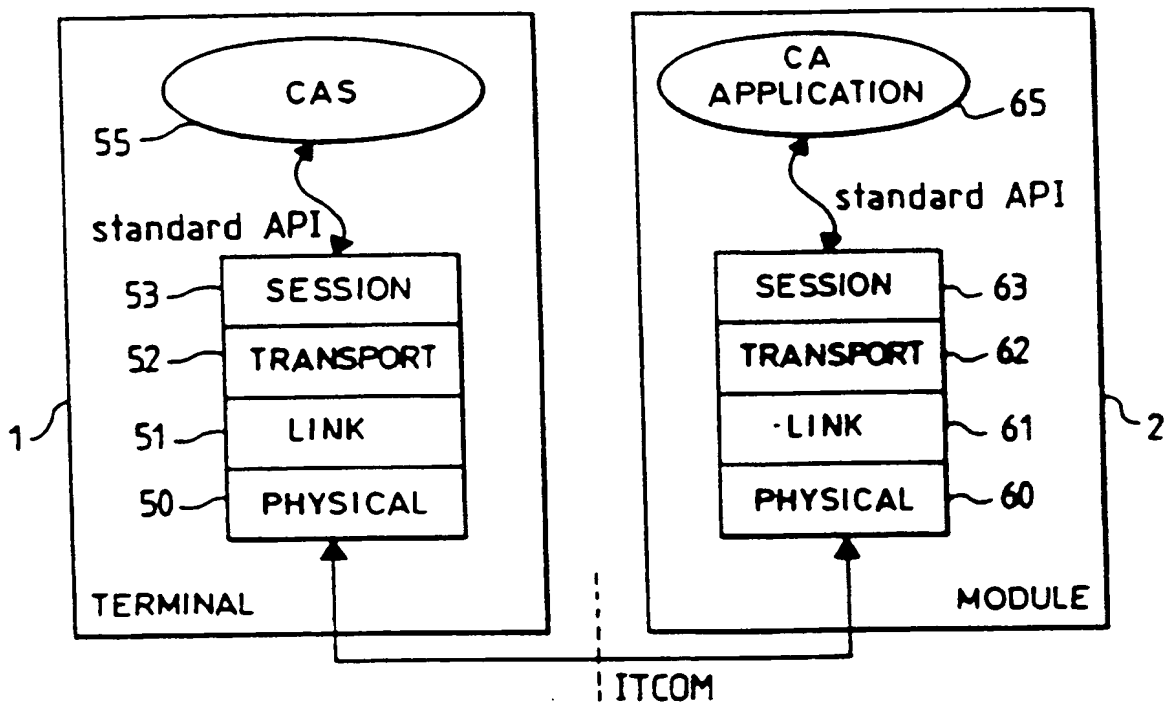 CAS
55
standard API
53
SESSION
52
TRANSPORT
51
LINK
50
PHYSICAL
1
TERMINAL
CA
APPLICATION
65
standard API
SESSION
63
TRANSPORT
62
LINK
61
PHYSICAL
60
2
MODULE
ITCOM